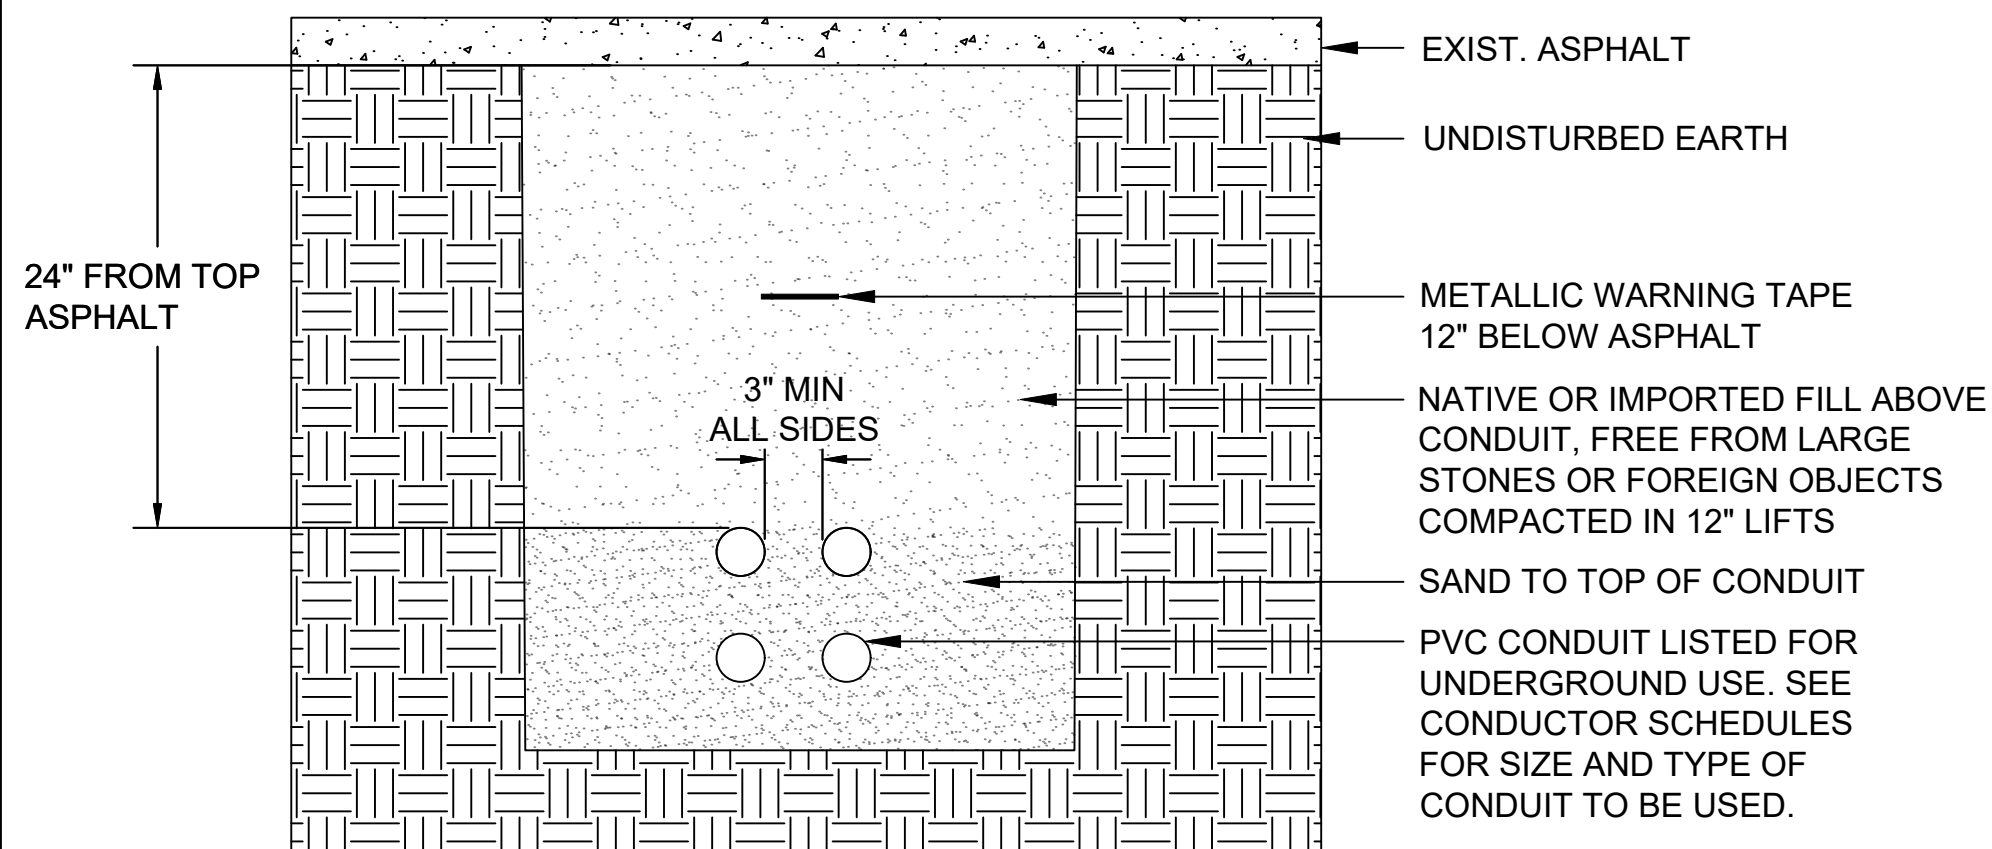 EXIST. ASPHALT
UNDISTURBED EARTH
24" FROM TOP
ASPHALT
METALLIC WARNING TAPE
12" BELOW ASPHALT
3" MIN
ALL SIDES
NATIVE OR IMPORTED FILL ABOVE
CONDUIT, FREE FROM LARGE
STONES OR FOREIGN OBJECTS
COMPACTED IN 12" LIFTS
SAND TO TOP OF CONDUIT
PVC CONDUIT LISTED FOR
UNDERGROUND USE. SEE
CONDUCTOR SCHEDULES
FOR SIZE AND TYPE OF
CONDUIT TO BE USED.